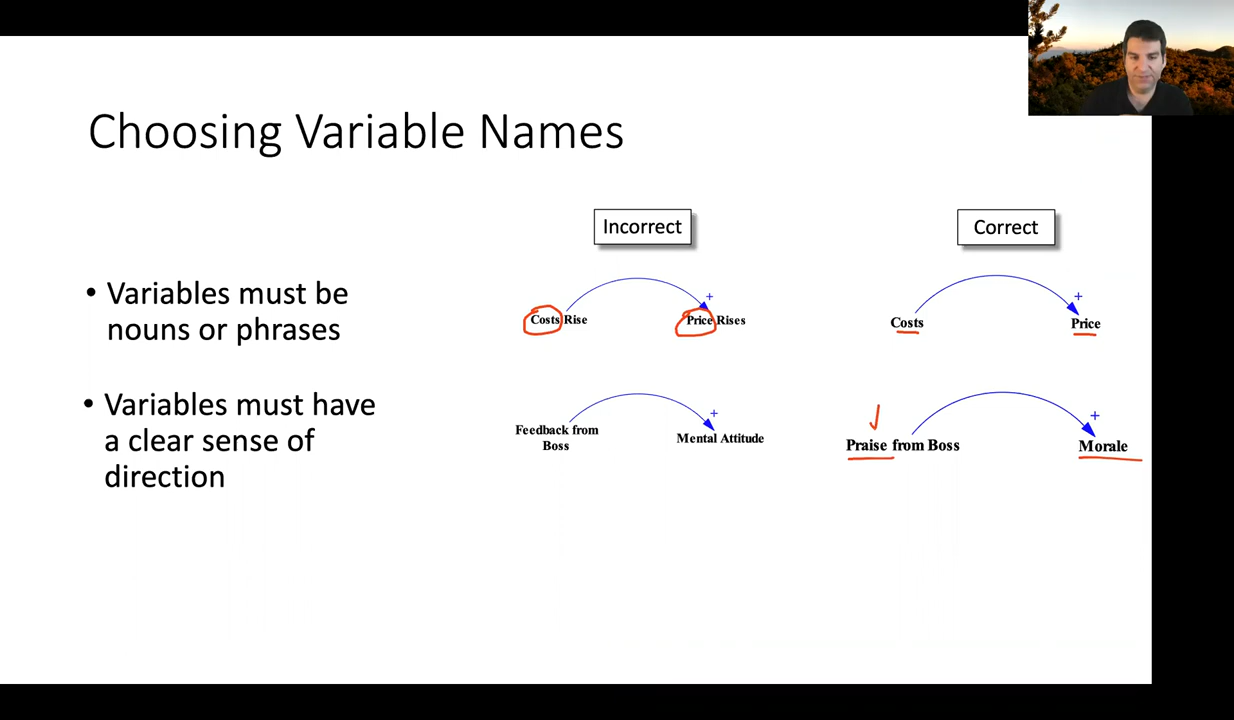 Choosing Variable Names
Incorrect
Correct
• Variables must be
nouns or phrases
+
Costs Rise
Price Rises
+
Costs
Price
• Variables must have
a clear sense of
direction
+
Feedback from
Boss
Mental Attitude
+
Praise from Boss
Morale